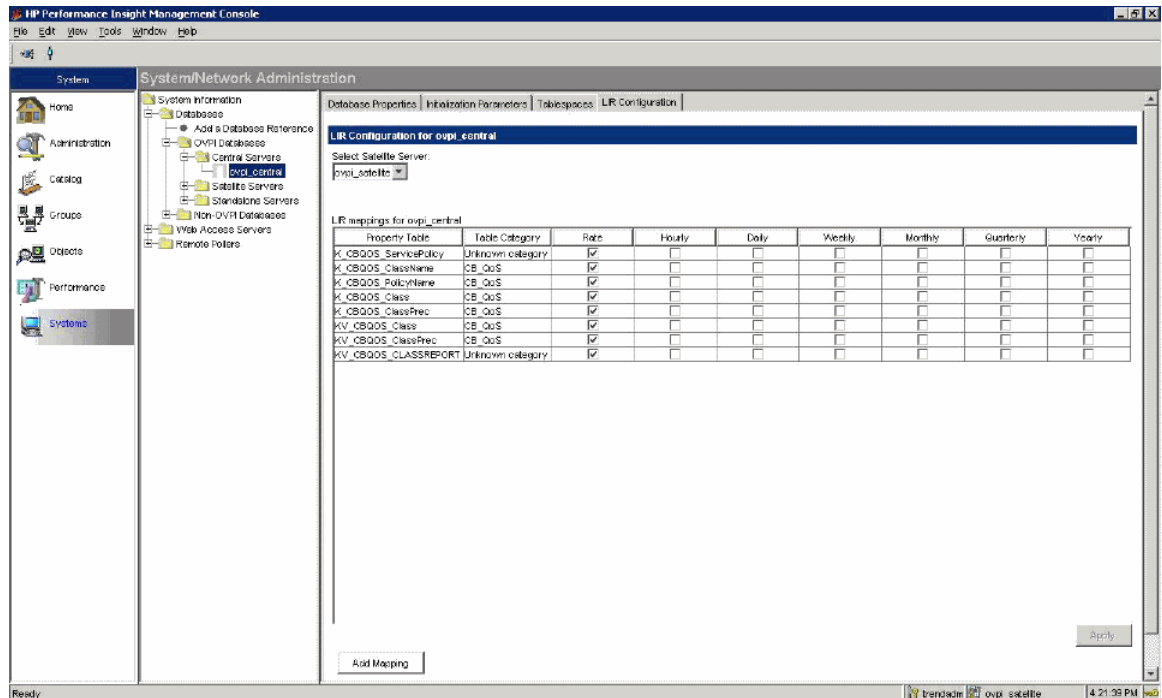 HP Performance Insight Management Console
File Edit View Tools Window Help
System
System/Network Administration
Home
Administration
Catalog
Groups
Objects
Performance
Systems
System Information
Databases
Add a Database Reference
OVPI Databases
Central Servers
ovpi_central
Satellite Servers
Standalone Servers
Non-OVPI Databases
Web Access Servers
Remote Pollers
Database Properties Initialization Parameters Tablespaces LIR Configuration
LIR Configuration for ovpi_central
Select Satellite Server:
ovpi_satellite
LIR mappings for ovpi_central
Property Table Table Category Rate Hourly Daily Weekly Monthly Quarterly Yearly
K_CBQOS_ServicePolicy Unknown category
K_CBQOS_ClassName CB_QoS
K_CBQOS_PolicyName CB_QoS
K_CBQOS_Class CB_QoS
K_CBQOS_ClassPrec CB_QoS
KV_CBQOS_Class CB_QoS
KV_CBQOS_ClassPrec CB_QoS
KV_CBQOS_CLASSREPORT Unknown category
Apply
Add Mapping
Ready trendadm ovpi_satellite 4:21:39 PM